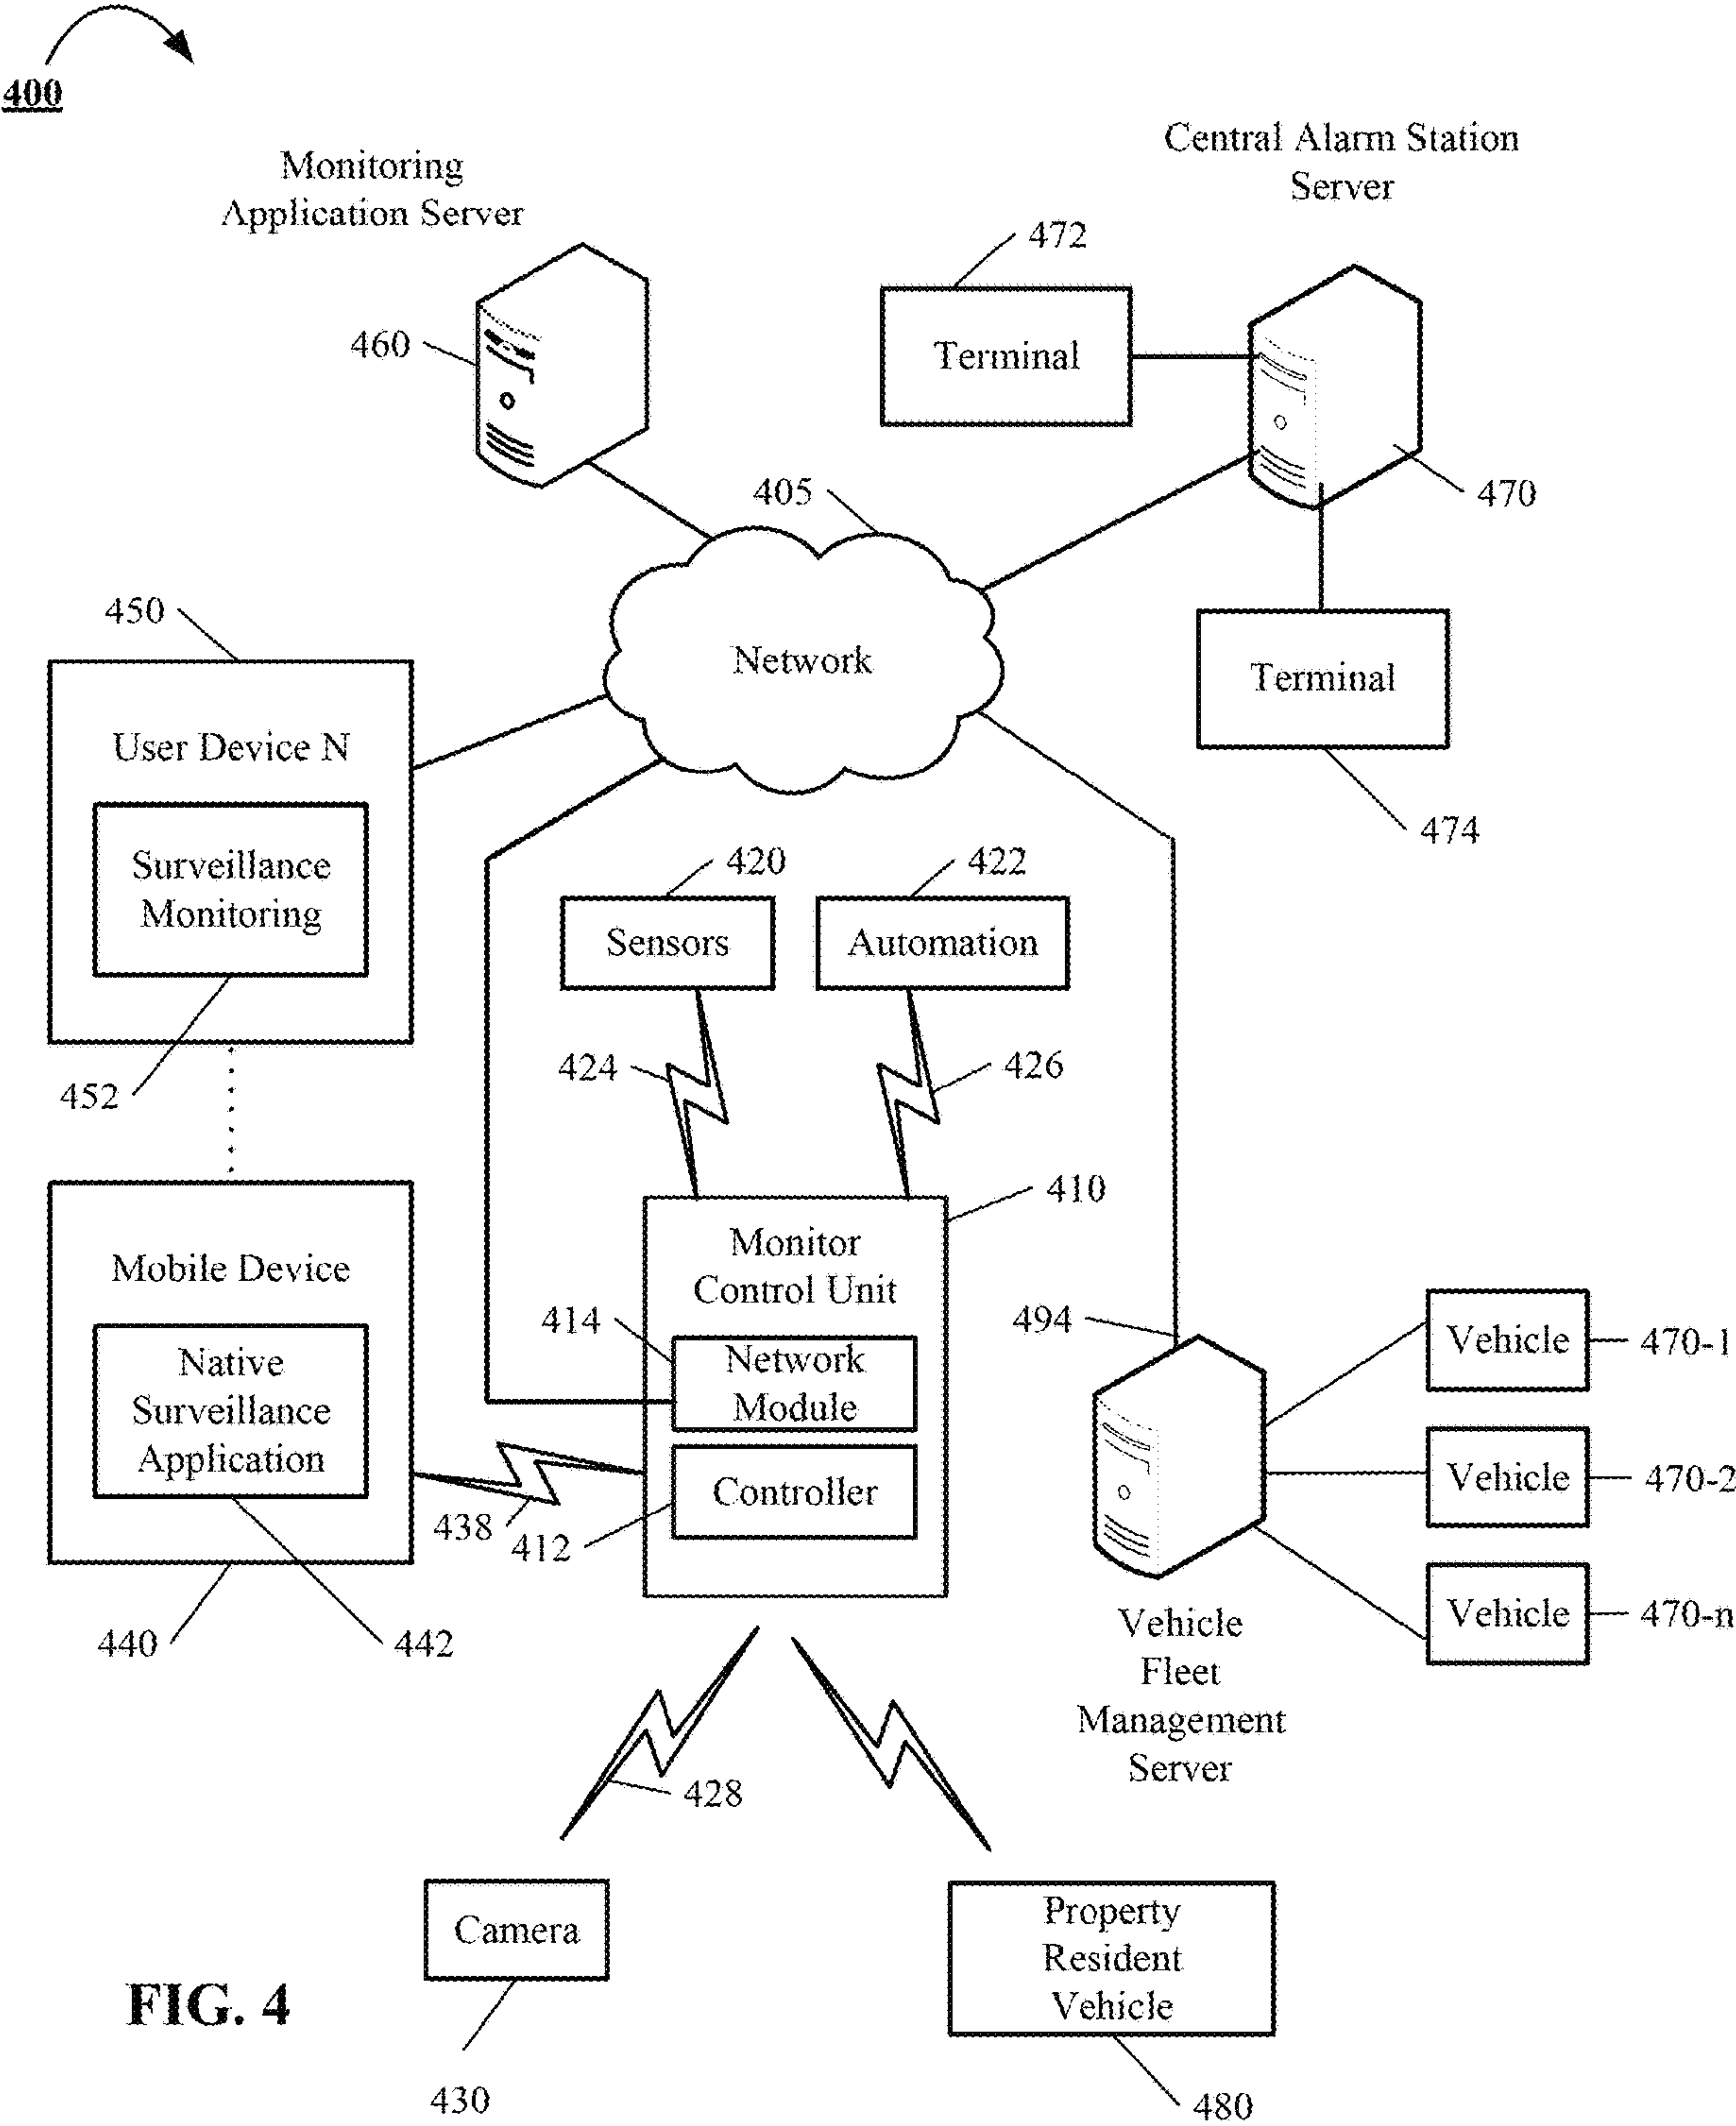 400
Monitoring
Application Server
Central Alarm Station
Server
472
Terminal
460
470
405
Network
450
Terminal
474
User Device N
Surveillance
Monitoring
452
420
422
Sensors
Automation
424
426
410
Monitor
Control Unit
Mobile Device
414
Network
Module
494
Vehicle
470-1
Native
Surveillance
Application
Controller
438
412
Vehicle
470-2
Vehicle
470-n
440
442
Vehicle
Fleet
Management
Server
428
Camera
430
Property
Resident
Vehicle
480
FIG. 4